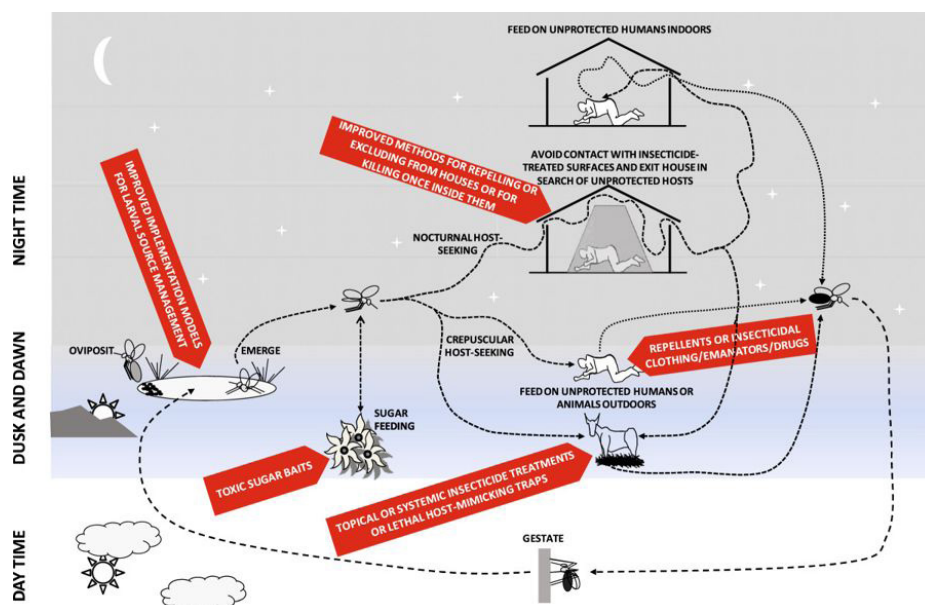 FEED ON UNPROTECTED HUMANS INDOORS
IMPROVED METHODS FOR REPELLING OR
EXCLUDING FROM HOUSES OR FOR
KILLING ONCE INSIDE THEM
AVOID CONTACT WITH INSECTICIDE-
TREATED SURFACES AND EXIT HOUSE IN
SEARCH OF UNPROTECTED HOSTS
NIGHT TIME
IMPROVED IMPLEMENTATION MODELS
FOR LARVAL SOURCE MANAGEMENT
NOCTURNAL HOST-
SEEKING
DUSK AND DAWN
OVIPOSIT
EMERGE
CREPUSCULAR
HOST-SEEKING
REPELLENTS OR INSECTICIDAL
CLOTHING/EMANATORS/DRUGS
FEED ON UNPROTECTED HUMANS OR
ANIMALS OUTDOORS
SUGAR
FEEDING
TOXIC SUGAR BAITS
TOPICAL OR SYSTEMIC INSECTICIDE TREATMENTS
OR LETHAL HOST-MIMICKING TRAPS
DAY TIME
GESTATE